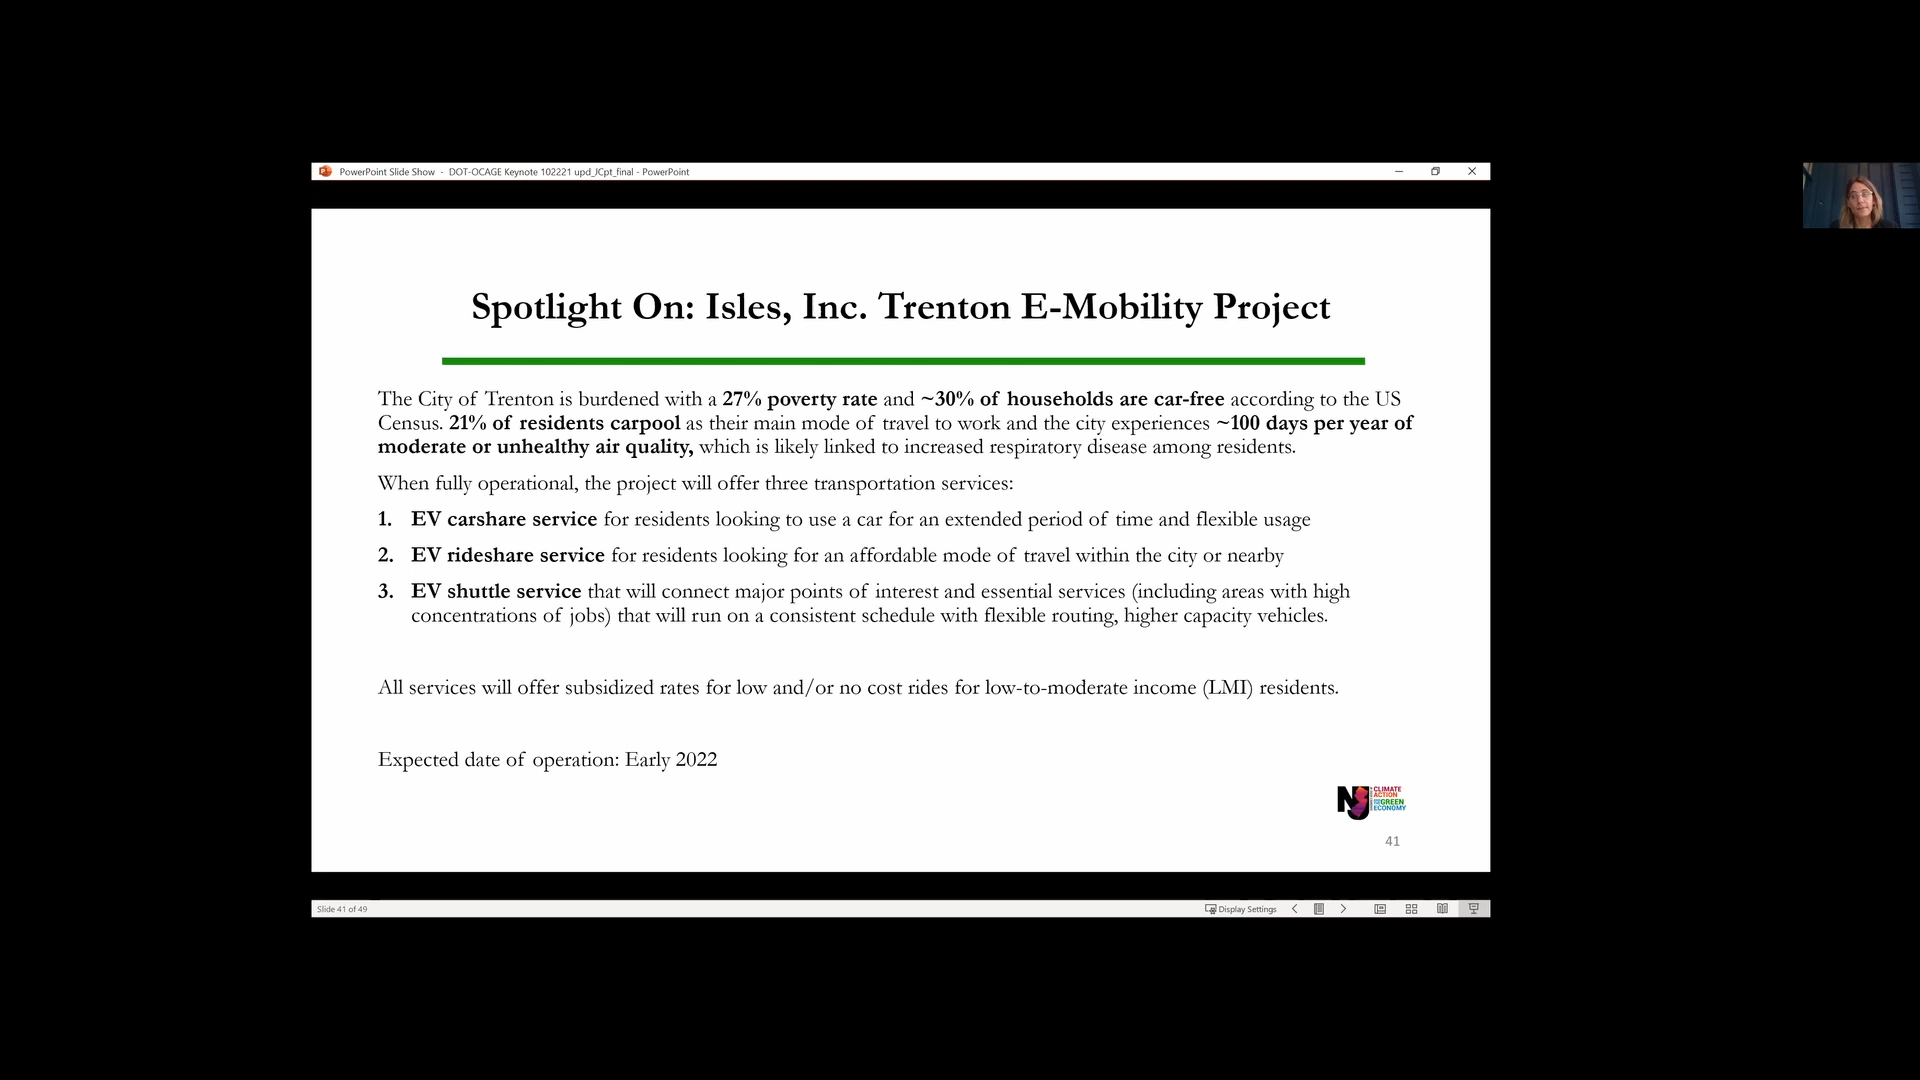 PowerPoint Slide Show - DOT-OCAGE Keynote 102221 upd_JCpt_final - PowerPoint
Spotlight On: Isles, Inc. Trenton E-Mobility Project
The City of Trenton is burdened with a 27% poverty rate and ~30% of households are car-free according to the US
Census. 21% of residents carpool as their main mode of travel to work and the city experiences ~100 days per year of
moderate or unhealthy air quality, which is likely linked to increased respiratory disease among residents.
When fully operational, the project will offer three transportation services:
1. EV carshare service for residents looking to use a car for an extended period of time and flexible usage
2. EV rideshare service for residents looking for an affordable mode of travel within the city or nearby
3. EV shuttle service that will connect major points of interest and essential services (including areas with high
concentrations of jobs) that will run on a consistent schedule with flexible routing, higher capacity vehicles.
All services will offer subsidized rates for low and/or no cost rides for low-to-moderate income (LMI) residents.
Expected date of operation: Early 2022
NJ
CLIMATE
ACTION
GREEN
ECONOMY
41
Slide 41 of 49
Display Settings